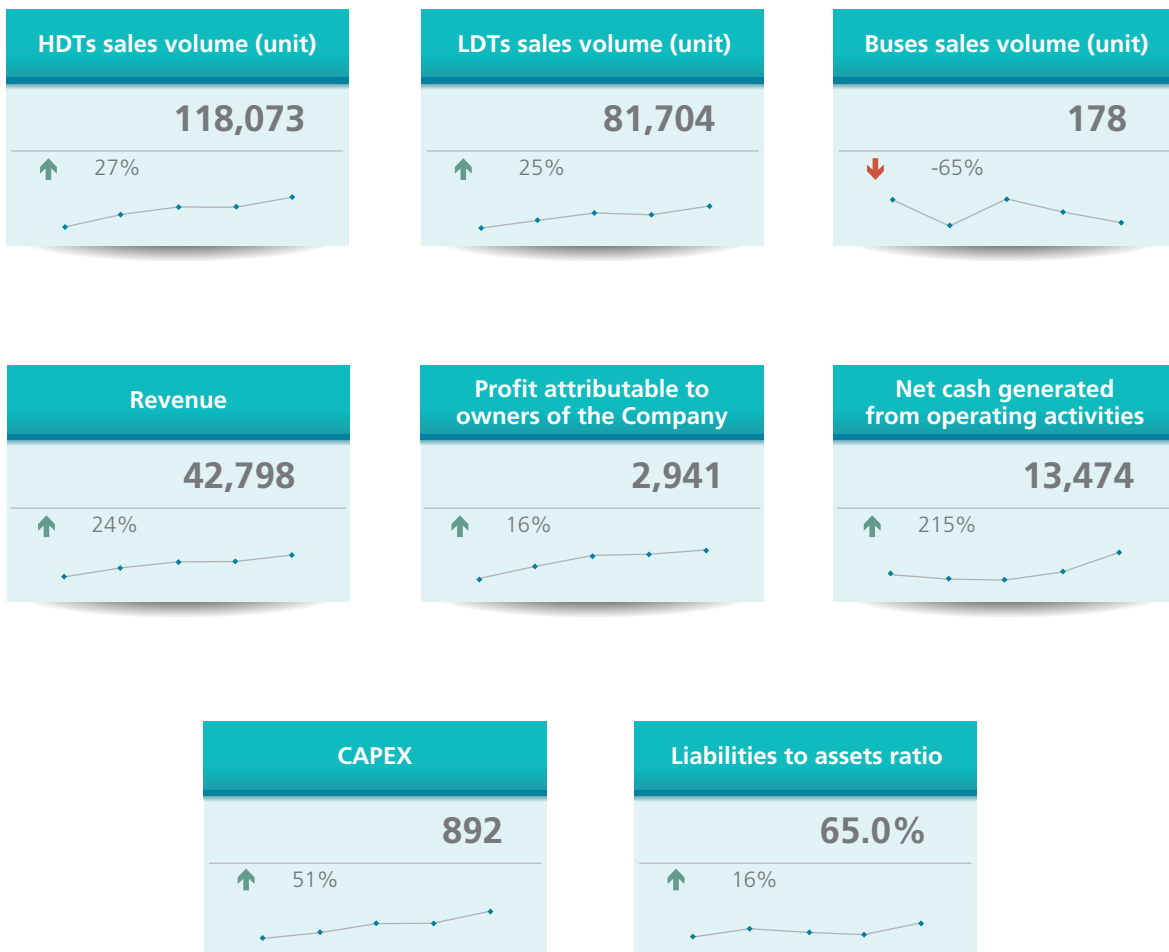 HDTs sales volume (unit)
118,073
27%
LDTs sales volume (unit)
81,704
25%
Buses sales volume (unit)
178
-65%
Revenue
42,798
24%
Profit attributable to
owners of the Company
2,941
16%
Net cash generated
from operating activities
13,474
215%
CAPEX
892
51%
Liabilities to assets ratio
65.0%
16%